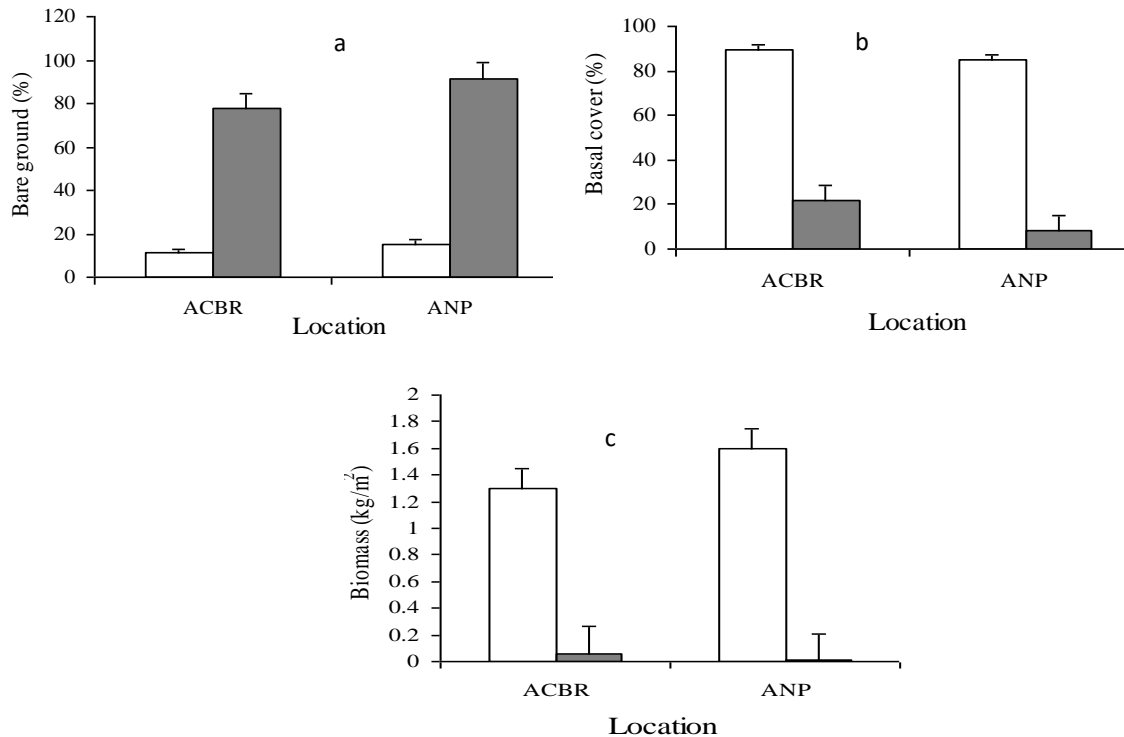 a
Bare ground (%)
120
100
80
60
40
20
0
ACBR ANP
Location
b
Basal cover (%)
100
80
60
40
20
0
ACBR ANP
Location
c
Biomass (kg/m²)
2
1.8
1.6
1.4
1.2
1
0.8
0.6
0.4
0.2
0
ACBR ANP
Location